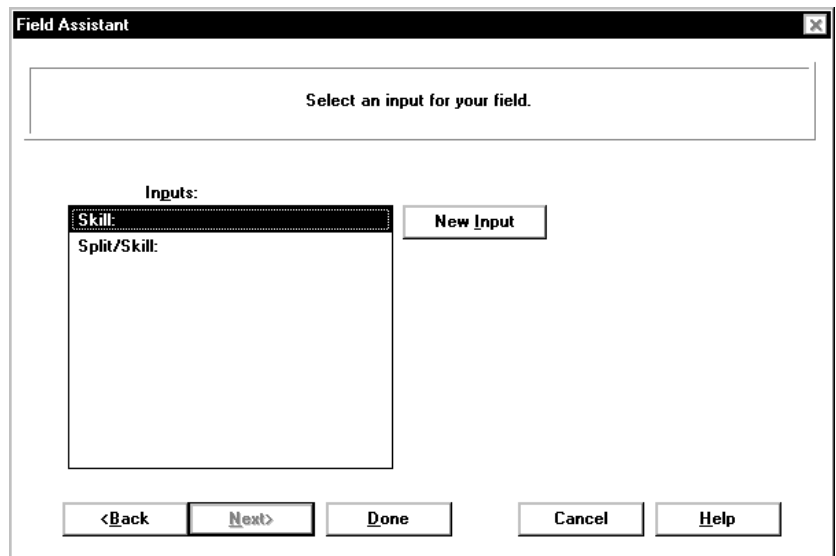 Field Assistant
Select an input for your field.
Inputs:
Skill:
New Input
Split/Skill:
<Back
Next>
Done
Cancel
Help